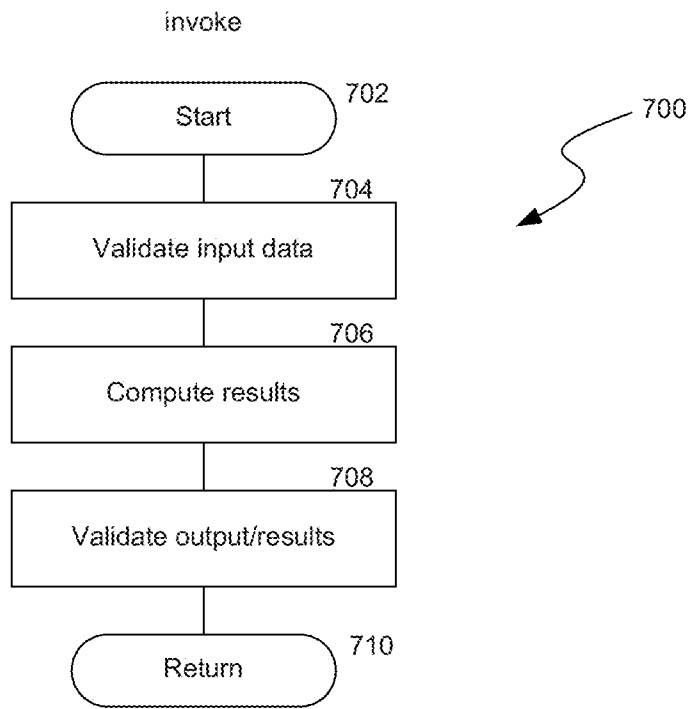 invoke
702
Start
700
704
Validate input data
706
Compute results
708
Validate output/results
710
Return